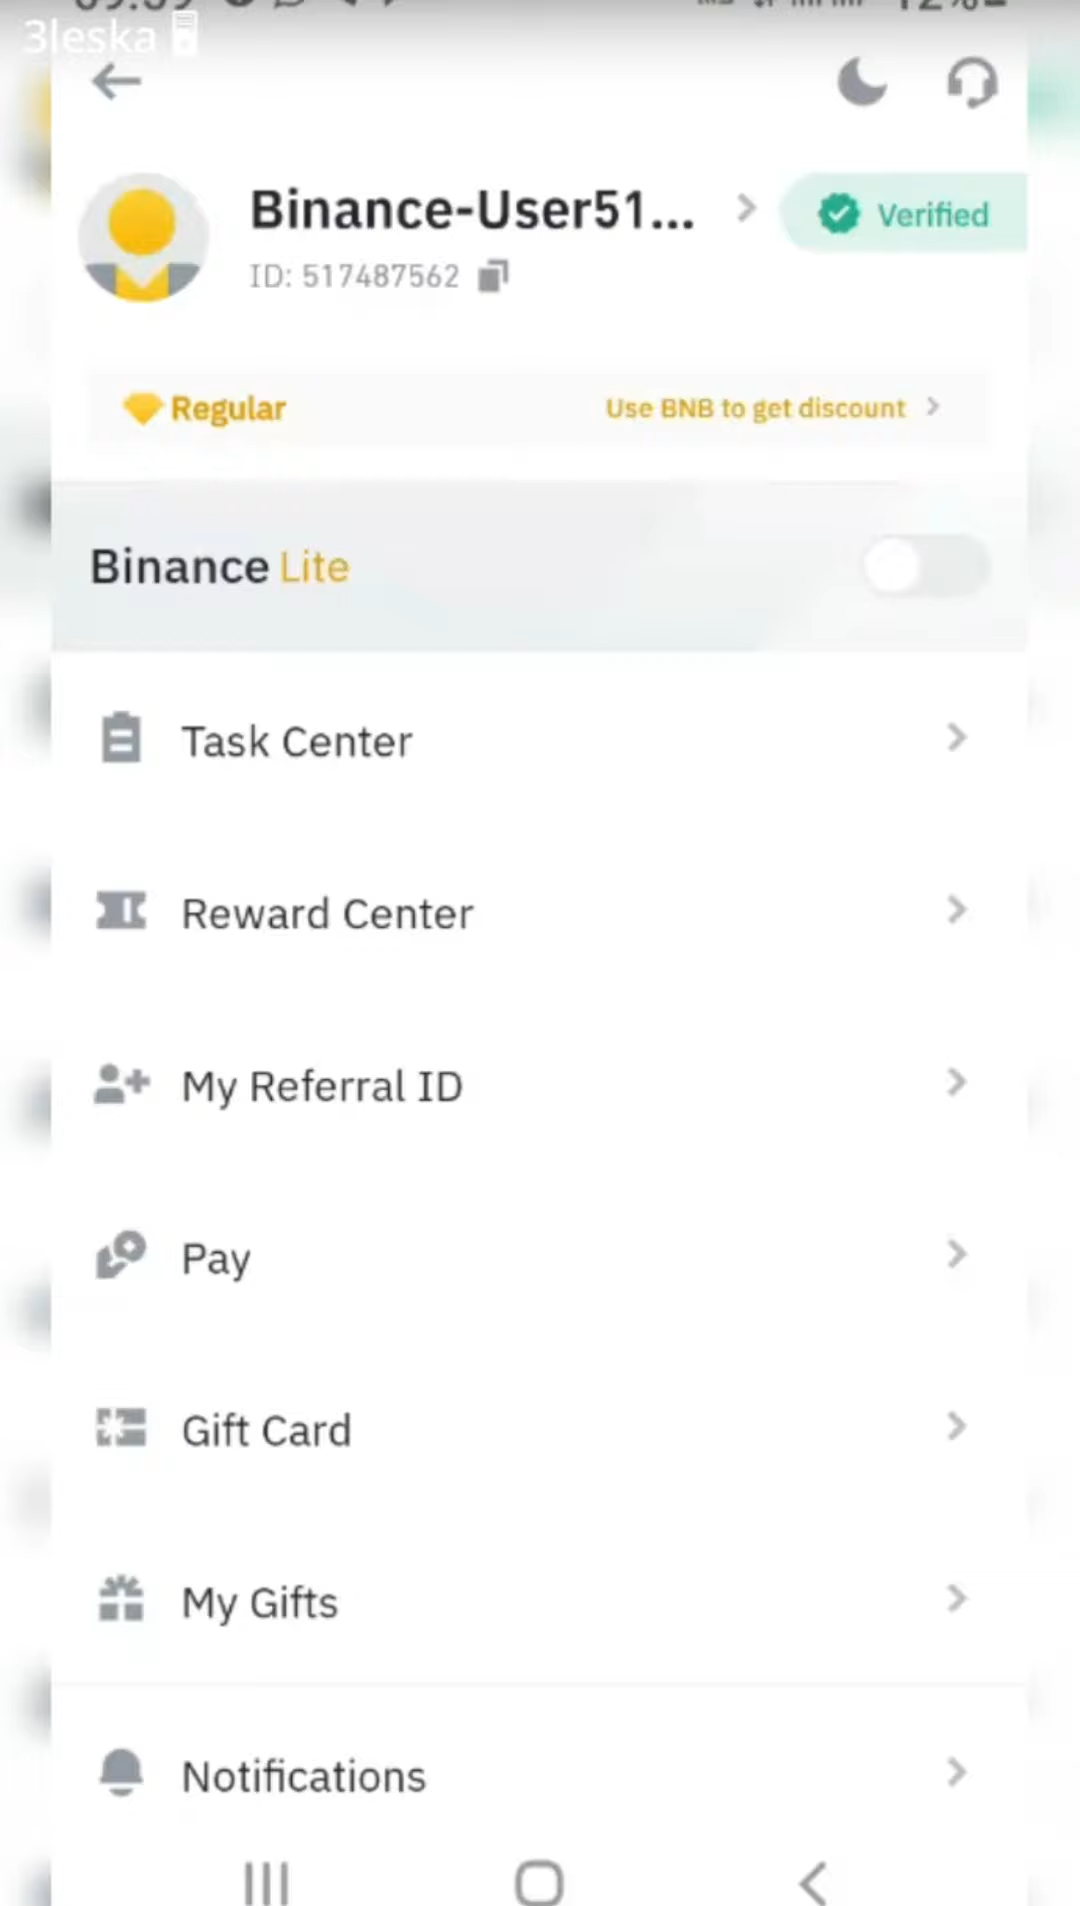 3leska
Binance-User51...
Verified
ID: 517487562
Regular
Use BNB to get discount
Binance Lite
Task Center
Reward Center
My Referral ID
Pay
Gift Card
My Gifts
Notifications